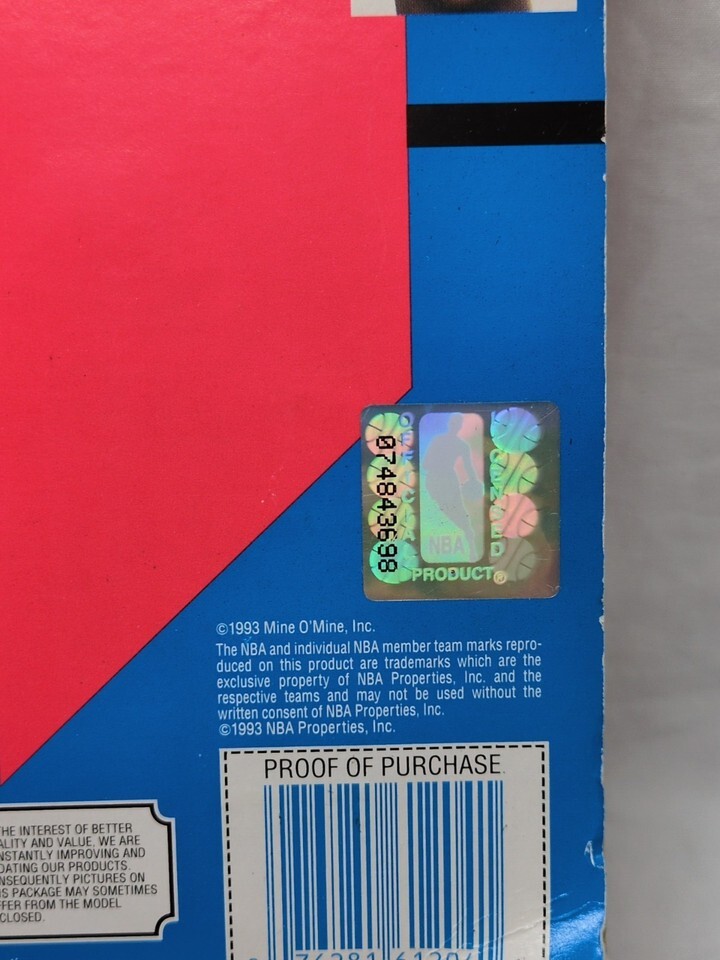 OFFICIAL
LICENSED
074843698
NBA
PRODUCT®
©1993 Mine O'Mine, Inc.
The NBA and individual NBA member team marks repro-
duced on this product are trademarks which are the
exclusive property of NBA Properties, Inc. and the
respective teams and may not be used without the
written consent of NBA Properties, Inc.
©1993 NBA Properties, Inc.
PROOF OF PURCHASE
HE INTEREST OF BETTER
ALITY AND VALUE, WE ARE
NSTANTLY IMPROVING AND
DATING OUR PRODUCTS.
NSEQUENTLY PICTURES ON
IS PACKAGE MAY SOMETIMES
FFER FROM THE MODEL
CLOSED.